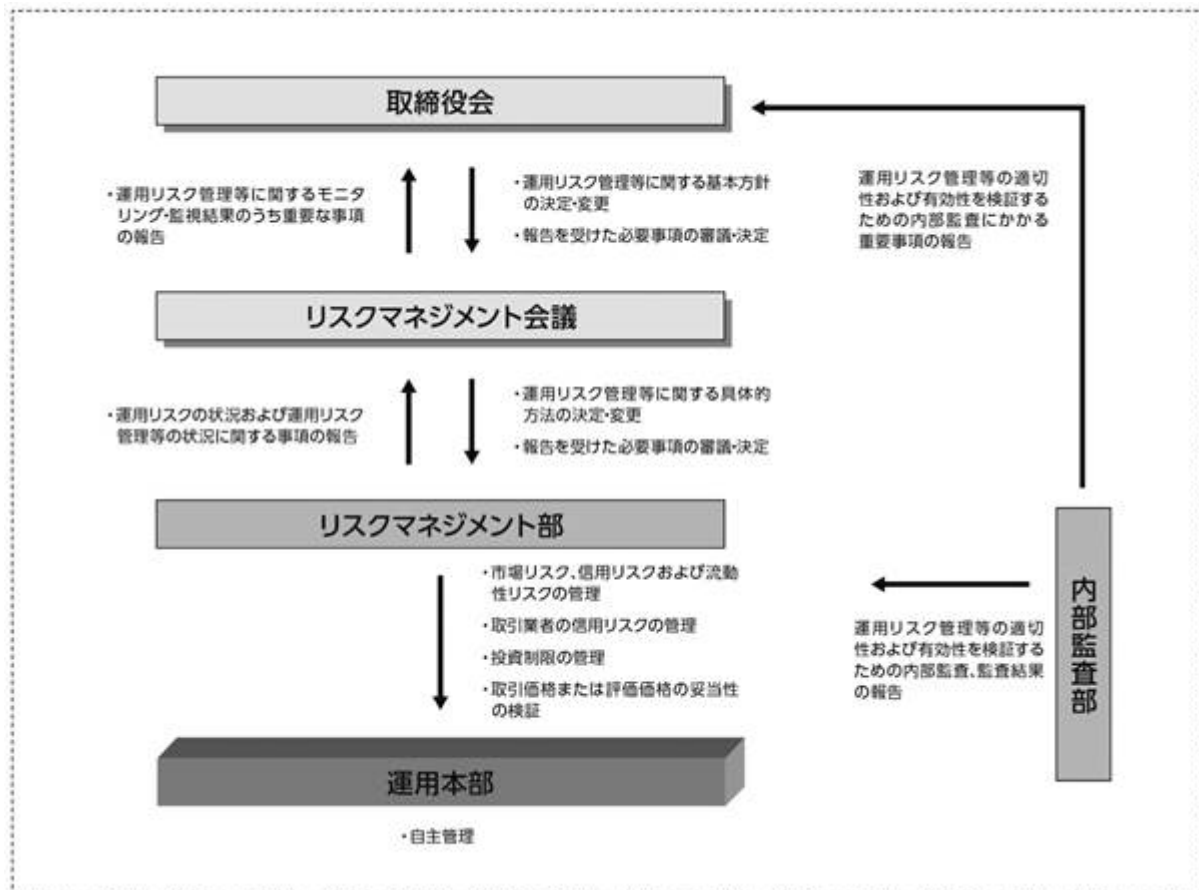 取締役会
・運用リスク管理等に関するモニタ
リング・監視結果のうち重要な事項
の報告
・運用リスク管理等に関する基本方針
の決定・変更
・報告を受けた必要事項の審議・決定
運用リスク管理等の適切
性および有効性を検証す
るための内部監査にかかる
重要事項の報告
リスクマネジメント会議
・運用リスクの状況および運用リスク
管理等の状況に関する事項の報告
・運用リスク管理等に関する具体的
方法の決定・変更
・報告を受けた必要事項の審議・決定
リスクマネジメント部
・市場リスク、信用リスクおよび流動
性リスクの管理
・取引業者の信用リスクの管理
・投資制限の管理
・取引価格または評価価格の妥当性
の検証
運用リスク管理等の適切
性および有効性を検証する
ための内部監査、監査結果
の報告
内部監査部
運用本部
・自主管理